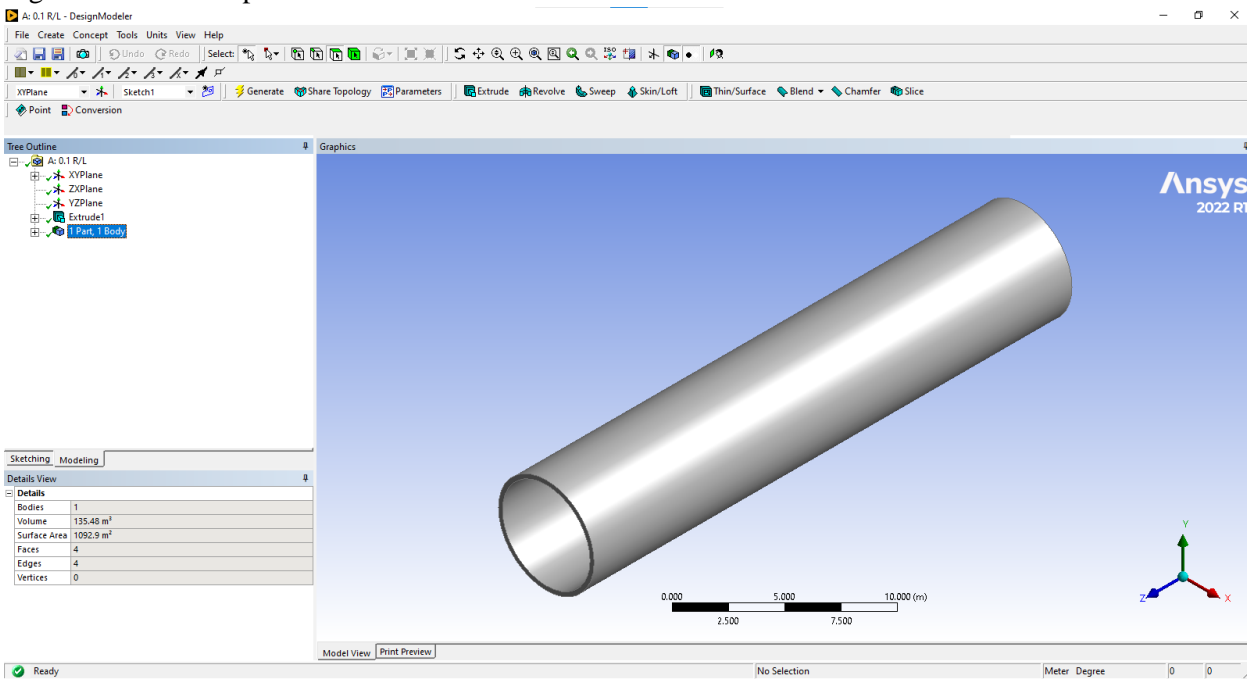 A: 0.1 R/L - DesignModeler
File Create Concept Tools Units View Help
Undo Redo Select:
XYPlane Sketch1 Generate Share Topology Parameters Extrude Revolve Sweep Skin/Loft Thin/Surface Blend Chamfer Slice
Point Conversion
Tree Outline
A: 0.1 R/L
XYPlane
ZXPlane
YZPlane
Extrude1
1 Part, 1 Body
Sketching Modeling
Details View
Details
Bodies 1
Volume 135.48 m³
Surface Area 1092.9 m²
Faces 4
Edges 4
Vertices 0
Graphics
Ansys
2022 R1
0.000 5.000 10.000 (m)
2.500 7.500
Y
Z X
Model View Print Preview
Ready No Selection Meter Degree 0 0